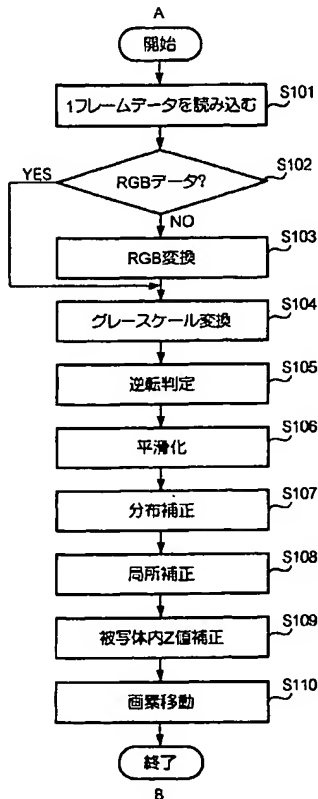 A
開始
1フレームデータを読み込む
S101
RGBデータ?
S102
YES
NO
RGB変換
S103
グレースケール変換
S104
逆転判定
S105
平滑化
S106
分布補正
S107
局所補正
S108
被写体内Z値補正
S109
画素移動
S110
終了
B